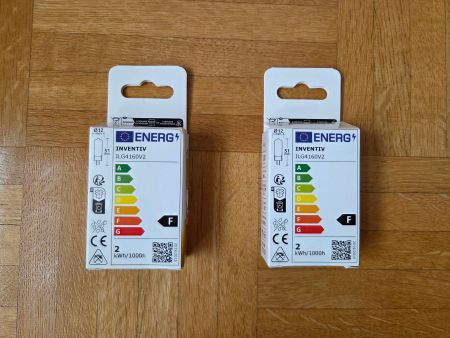 Ø12
ENERG
INVENTIV
ILG4160V2
51
A
B
C
D
E
F
G
F
CE
2
kWh/1000h
Ø12
ENERG
INVENTIV
ILG4160V2
51
A
B
C
D
E
F
G
F
CE
2
kWh/1000h